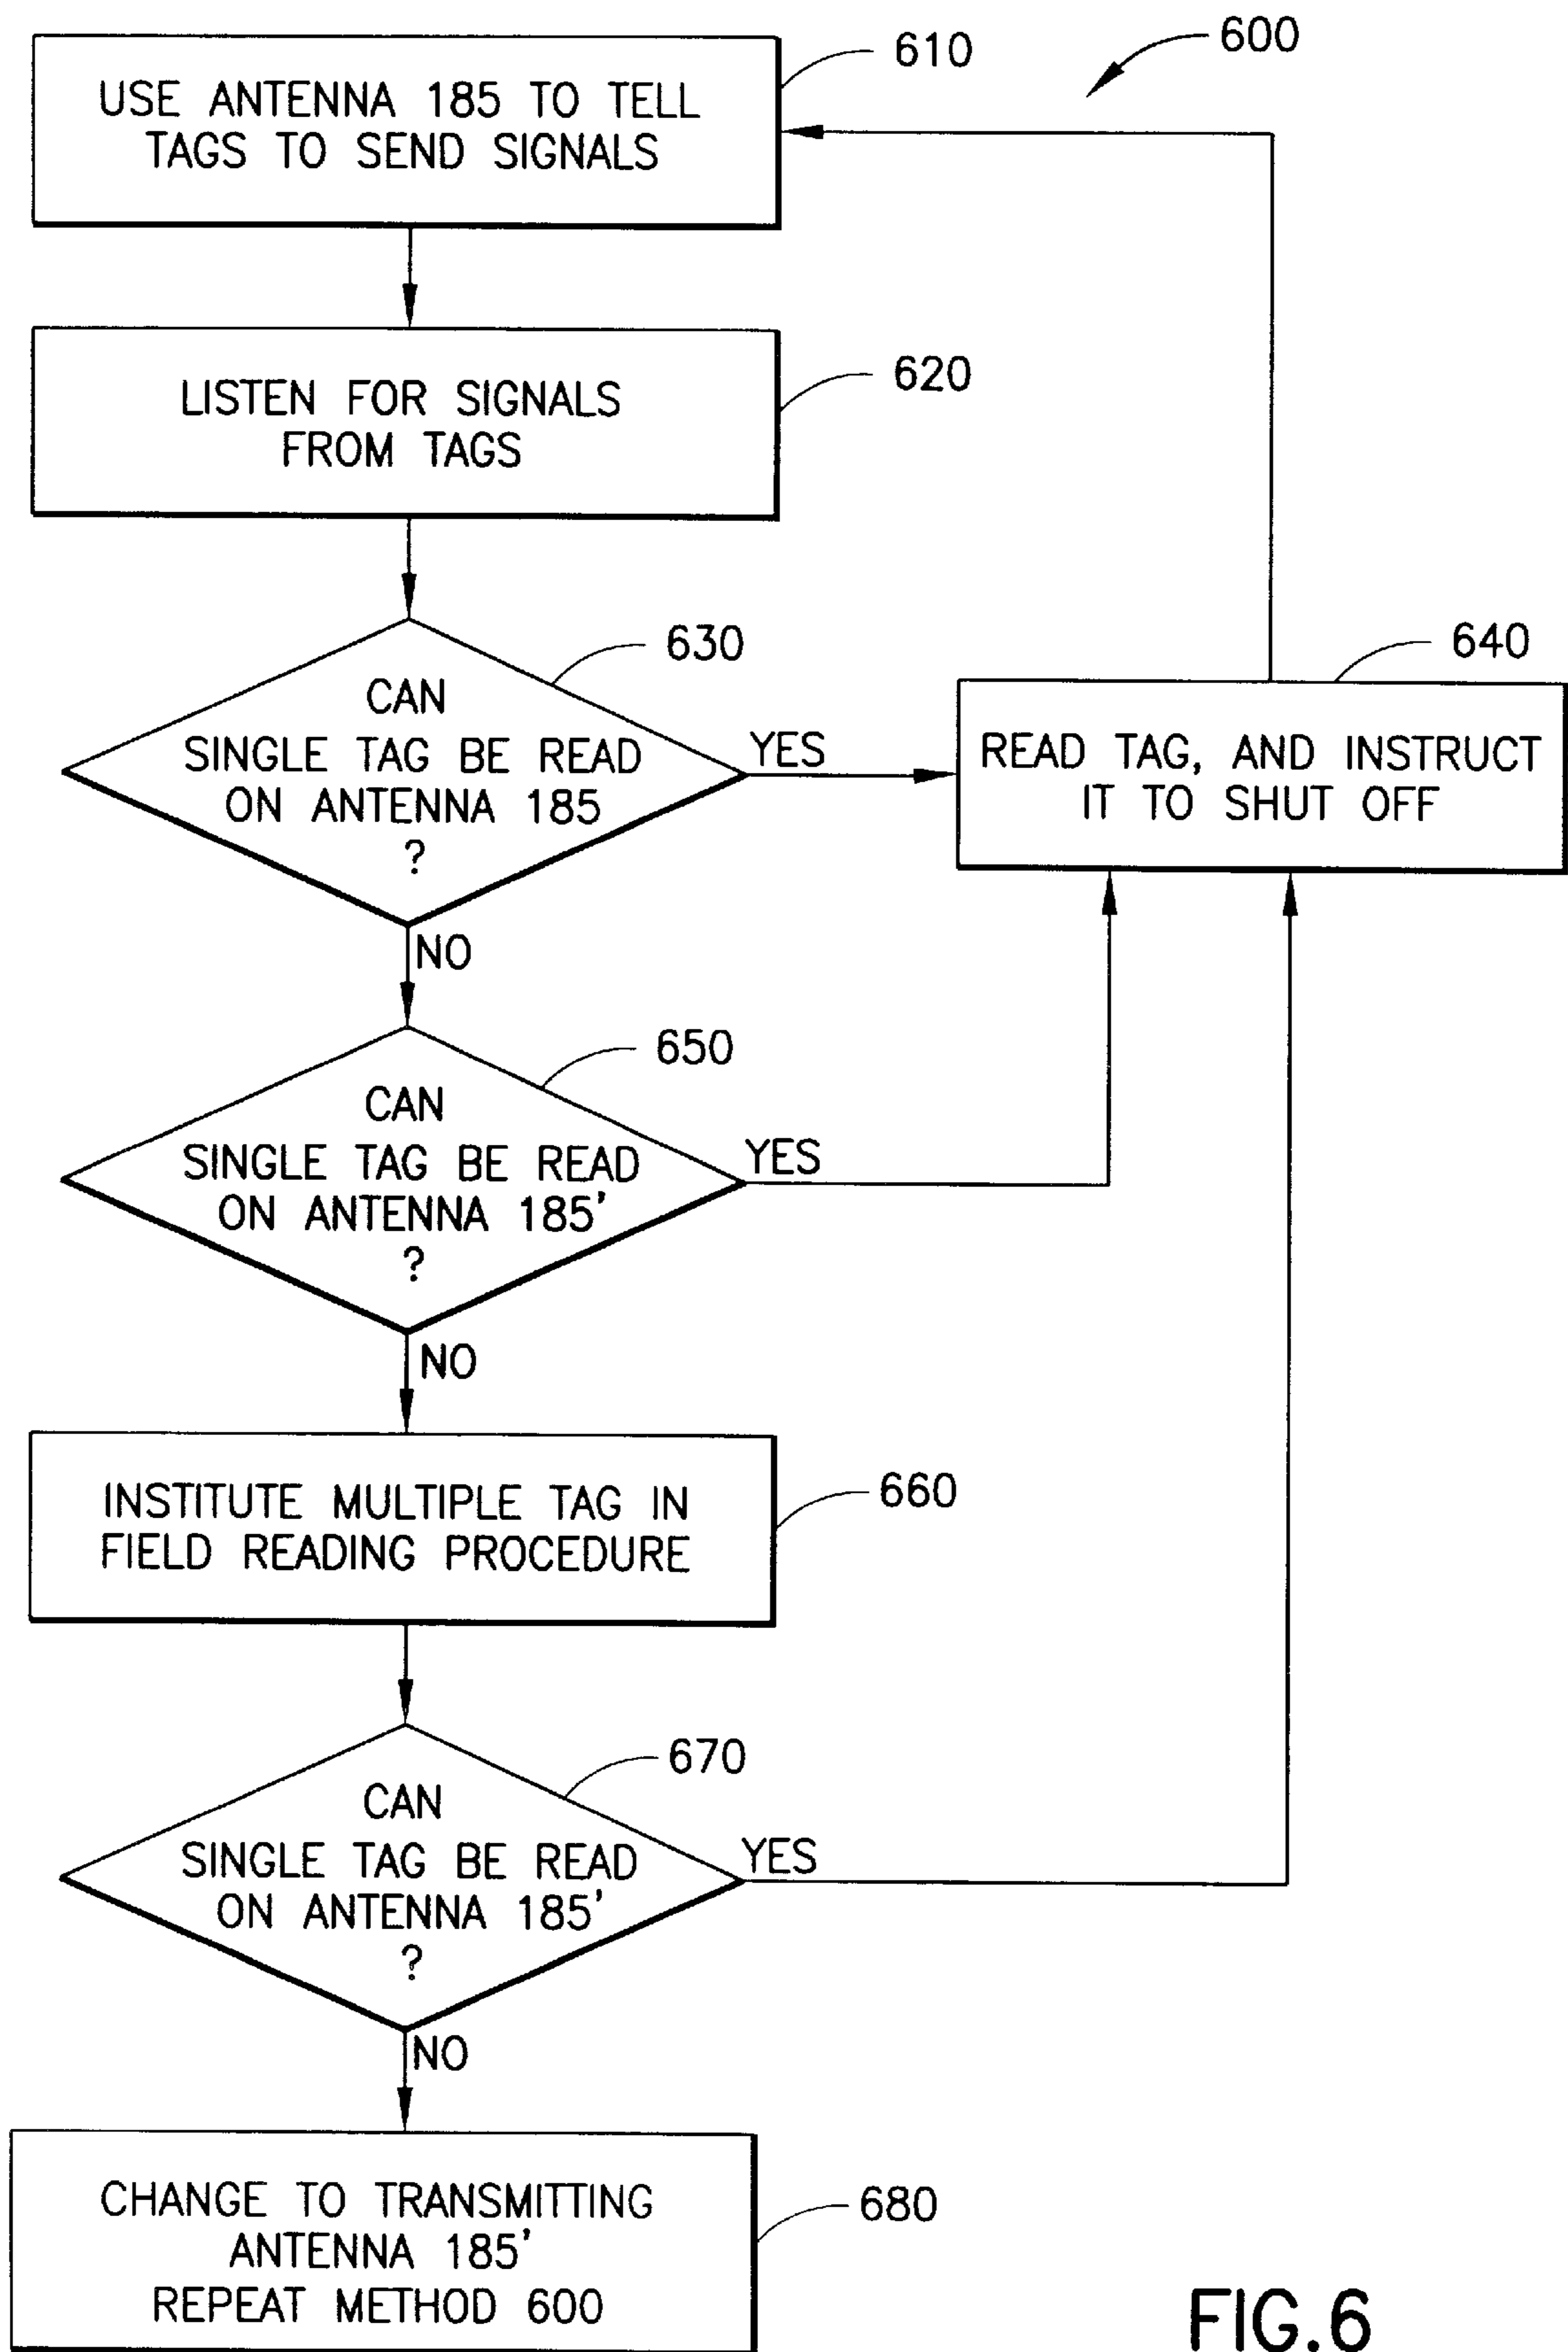 600
610
USE ANTENNA 185 TO TELL
TAGS TO SEND SIGNALS
620
LISTEN FOR SIGNALS
FROM TAGS
630
CAN
SINGLE TAG BE READ
ON ANTENNA 185
?
YES
640
READ TAG, AND INSTRUCT
IT TO SHUT OFF
NO
650
CAN
SINGLE TAG BE READ
ON ANTENNA 185'
?
YES
NO
660
INSTITUTE MULTIPLE TAG IN
FIELD READING PROCEDURE
670
CAN
SINGLE TAG BE READ
ON ANTENNA 185'
?
YES
NO
680
CHANGE TO TRANSMITTING
ANTENNA 185'
REPEAT METHOD 600
FIG.6